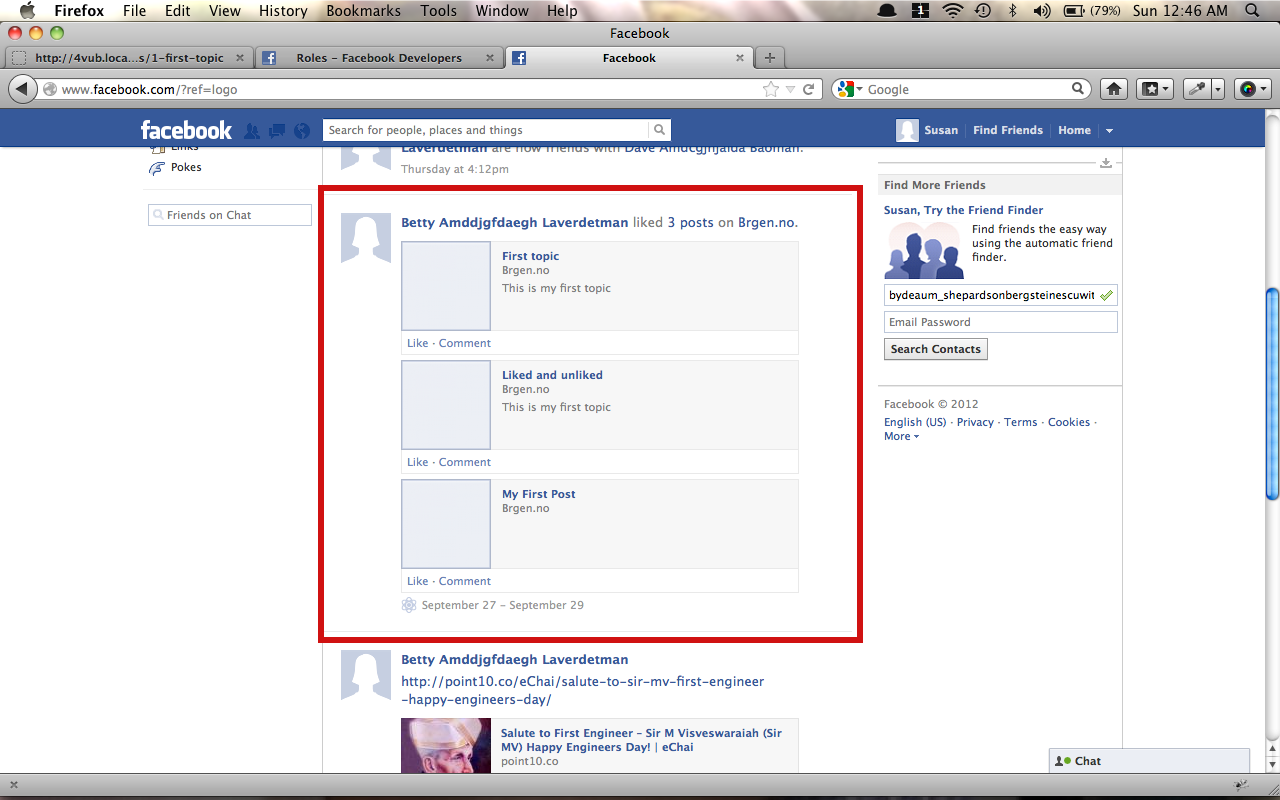 Firefox File Edit View History Bookmarks Tools Window Help 1 (79%) Sun 12:46 AM
Facebook
http://4vub.loca...s/1-first-topic Roles – Facebook Developers Facebook
www.facebook.com/?ref=logo Google
facebook Search for people, places and things Susan Find Friends Home
Links
Pokes
Friends on Chat
Laverdetman are now friends with Dave Amdcgjhjaida Baoman.
Thursday at 4:12pm
Betty Amddjgfdaegh Laverdetman liked 3 posts on Brgen.no.
First topic
Brgen.no
This is my first topic
Like · Comment
Liked and unliked
Brgen.no
This is my first topic
Like · Comment
My First Post
Brgen.no
Like · Comment
September 27 – September 29
Betty Amddjgfdaegh Laverdetman
http://point10.co/eChai/salute-to-sir-mv-first-engineer
-happy-engineers-day/
Salute to First Engineer – Sir M Visveswaraiah (Sir
MV) Happy Engineers Day! | eChai
point10.co
Find More Friends
Susan, Try the Friend Finder
Find friends the easy way
using the automatic friend
finder.
bydeaum_shepardsonbergsteinescuwit
Email Password
Search Contacts
Facebook © 2012
English (US) · Privacy · Terms · Cookies ·
More
Chat